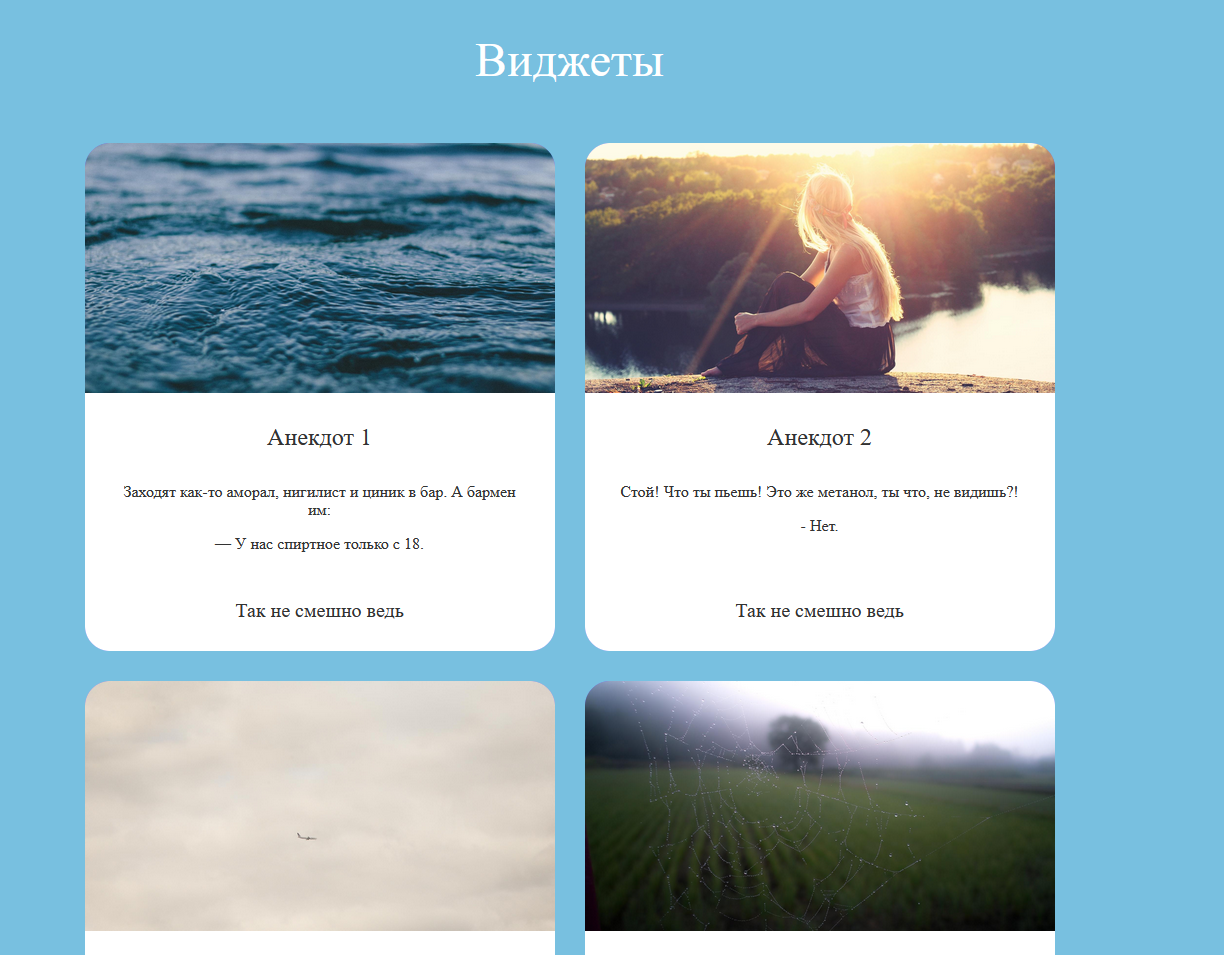 Виджеты
Анекдот 1
Заходят как-то аморал, нигилист и циник в бар. А бармен
им:
— У нас спиртное только с 18.
Так не смешно ведь
Анекдот 2
Стой! Что ты пьешь! Это же метанол, ты что, не видишь?!
- Нет.
Так не смешно ведь